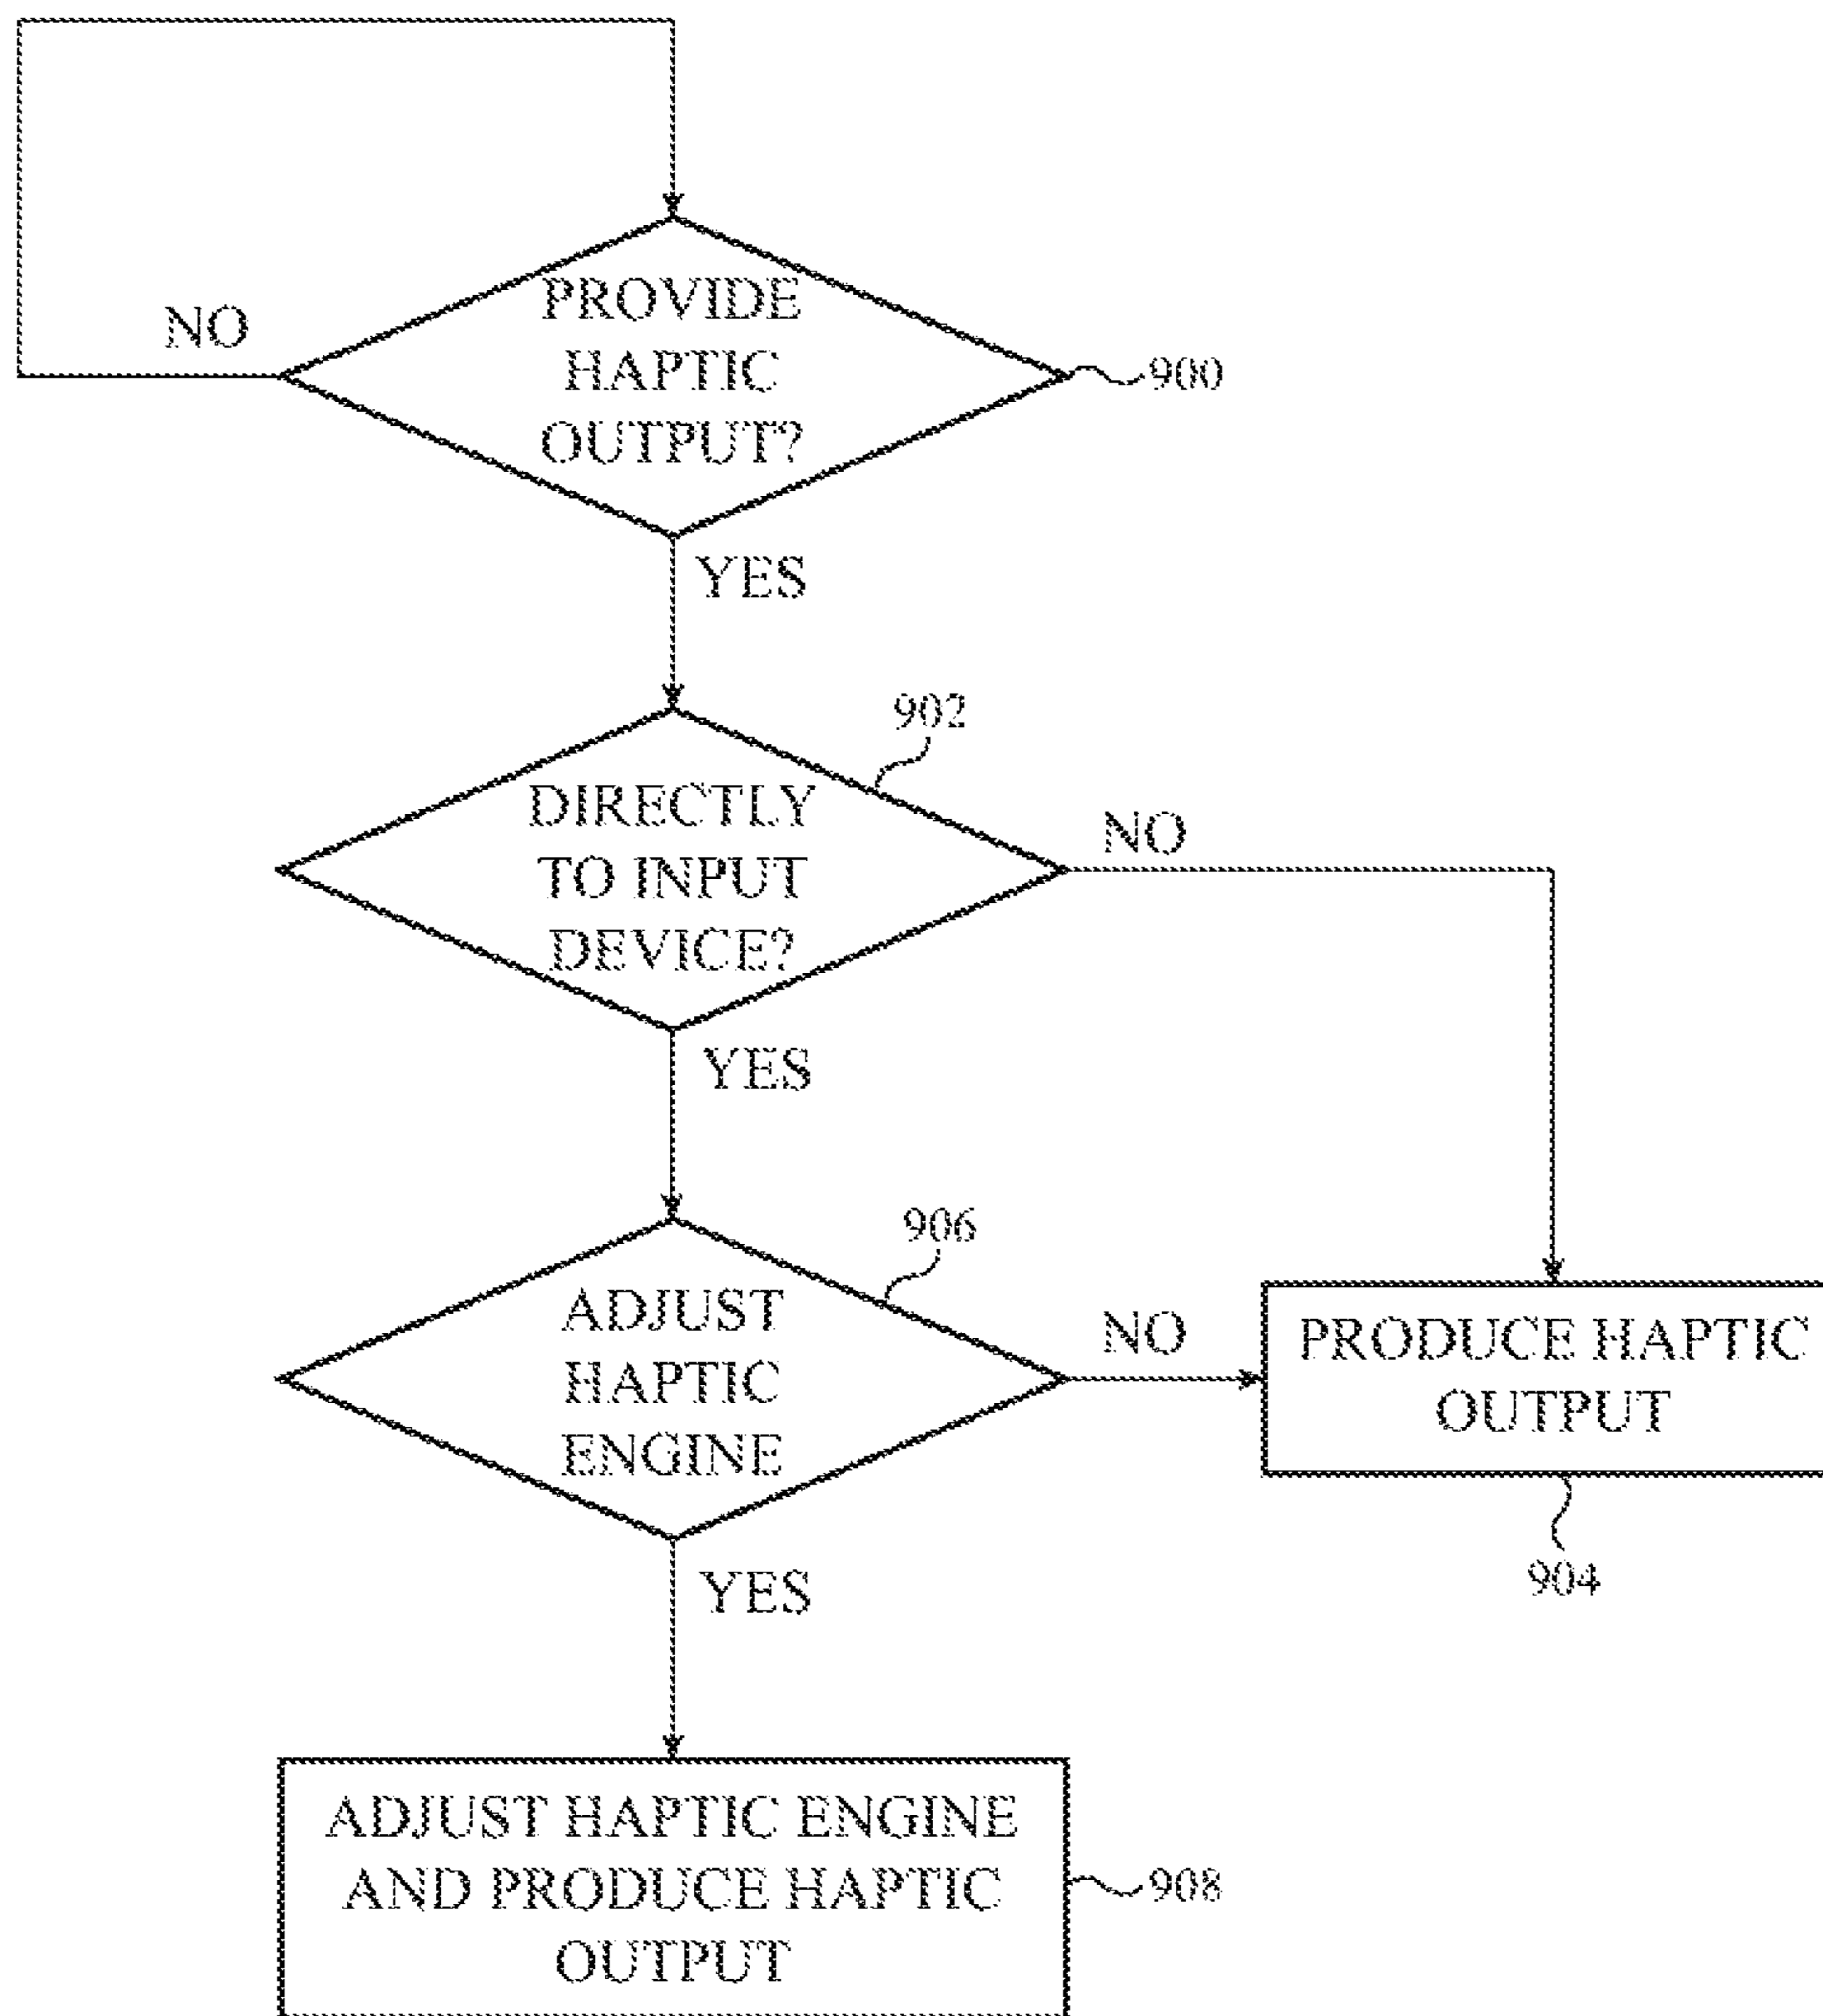 PROVIDE
HAPTIC
OUTPUT?
NO
900
YES
902
DIRECTLY
TO INPUT
DEVICE?
NO
YES
906
ADJUST
HAPTIC
ENGINE
NO
PRODUCE HAPTIC
OUTPUT
904
YES
ADJUST HAPTIC ENGINE
AND PRODUCE HAPTIC
OUTPUT
908